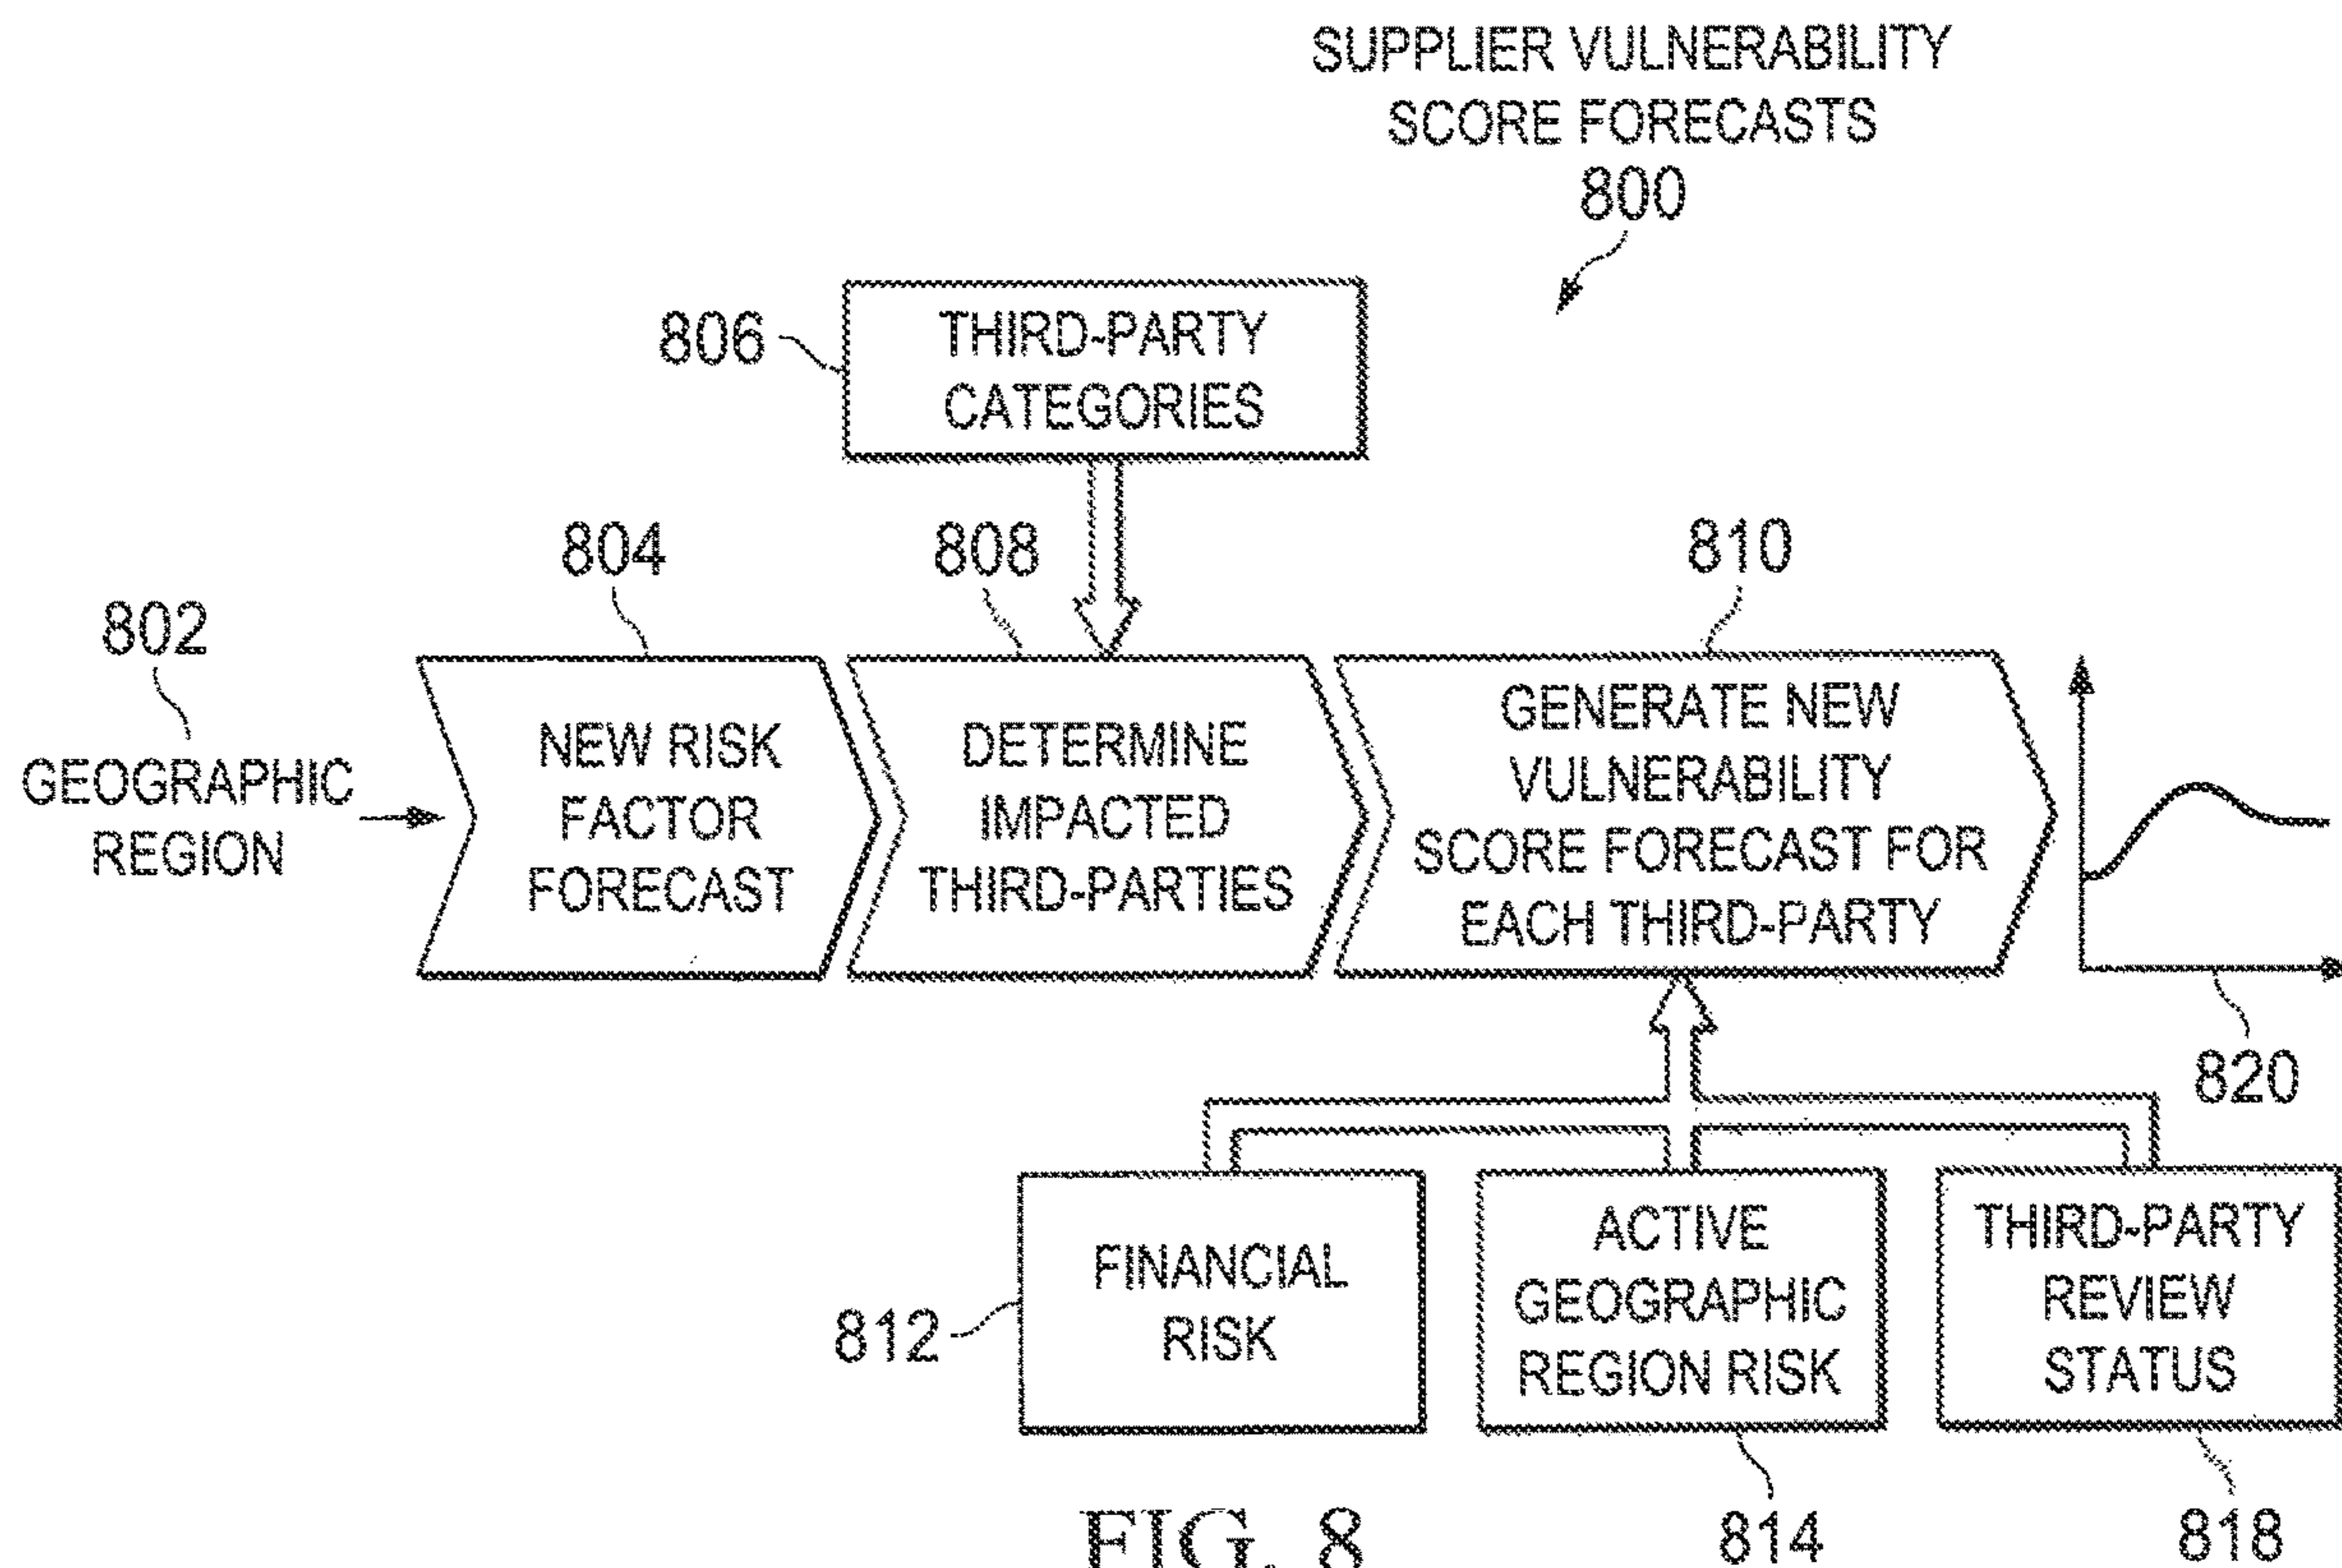 SUPPLIER VULNERABILITY
SCORE FORECASTS
800
806
THIRD-PARTY
CATEGORIES
804
808
810
802
GEOGRAPHIC
REGION
NEW RISK
FACTOR
FORECAST
DETERMINE
IMPACTED
THIRD-PARTIES
GENERATE NEW
VULNERABILITY
SCORE FORECAST FOR
EACH THIRD-PARTY
820
812
FINANCIAL
RISK
ACTIVE
GEOGRAPHIC
REGION RISK
THIRD-PARTY
REVIEW
STATUS
814
818
FIG. 8